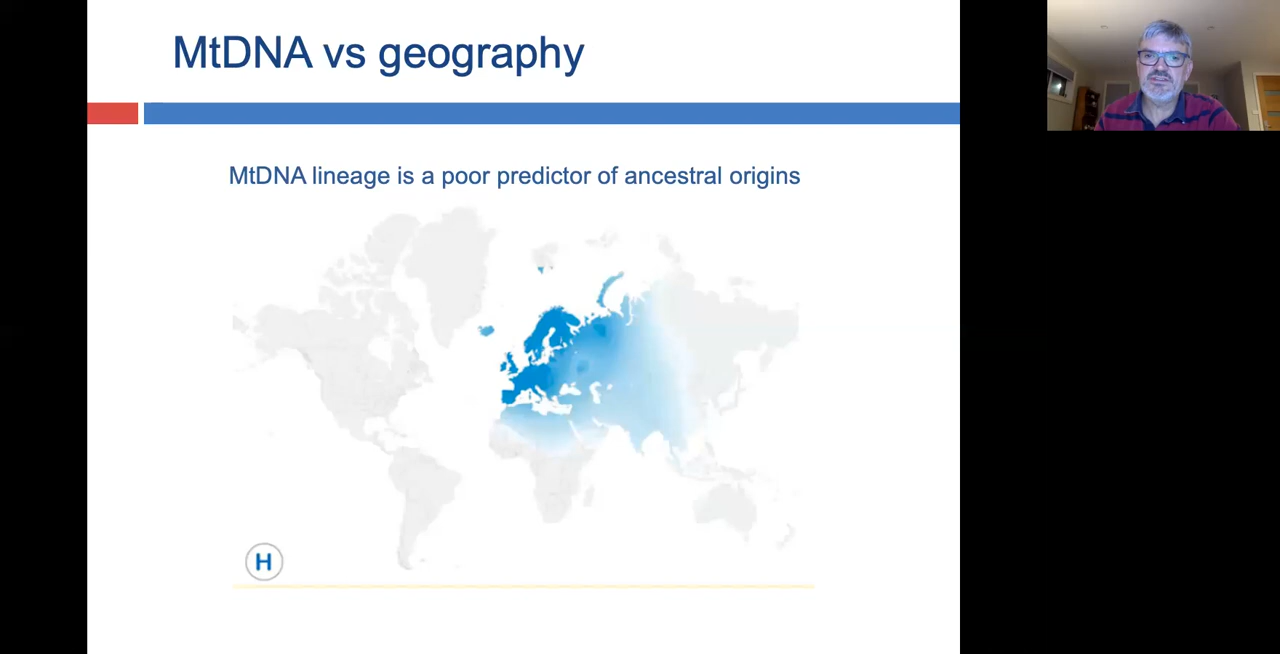 MtDNA vs geography
MtDNA lineage is a poor predictor of ancestral origins
H